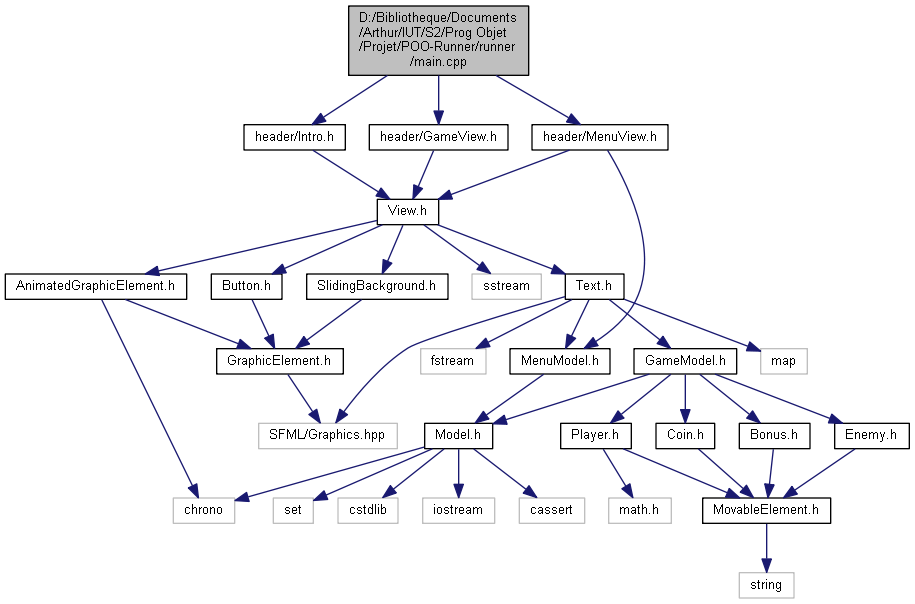 D:/Bibliotheque/Documents
/Arthur/IUT/S2/Prog Objet
/Projet/POO-Runner/runner
/main.cpp
header/Intro.h
header/GameView.h
header/MenuView.h
View.h
AnimatedGraphicElement.h
Button.h
SlidingBackground.h
sstream
Text.h
GraphicElement.h
fstream
MenuModel.h
GameModel.h
map
SFML/Graphics.hpp
Model.h
Player.h
Coin.h
Bonus.h
Enemy.h
chrono
set
cstdlib
iostream
cassert
math.h
MovableElement.h
string